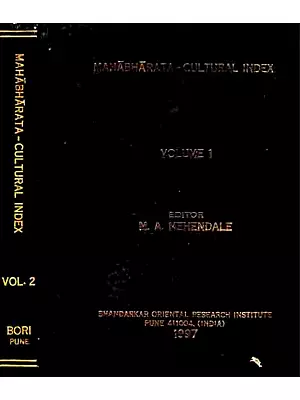 MAHĀBHĀRATA - CULTURAL INDEX
VOL. 2
BORI
PUNE
MAHĀBHĀRATA - CULTURAL INDEX
VOLUME 1
EDITOR
M. A. MEHENDALE
BHANDARKAR ORIENTAL RESEARCH INSTITUTE
PUNE 411004, (INDIA)
1997